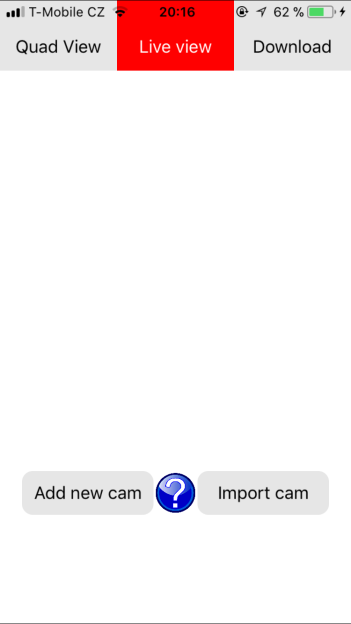 T-Mobile CZ 20:16 62 %
Quad View Live view Download
Add new cam ? Import cam